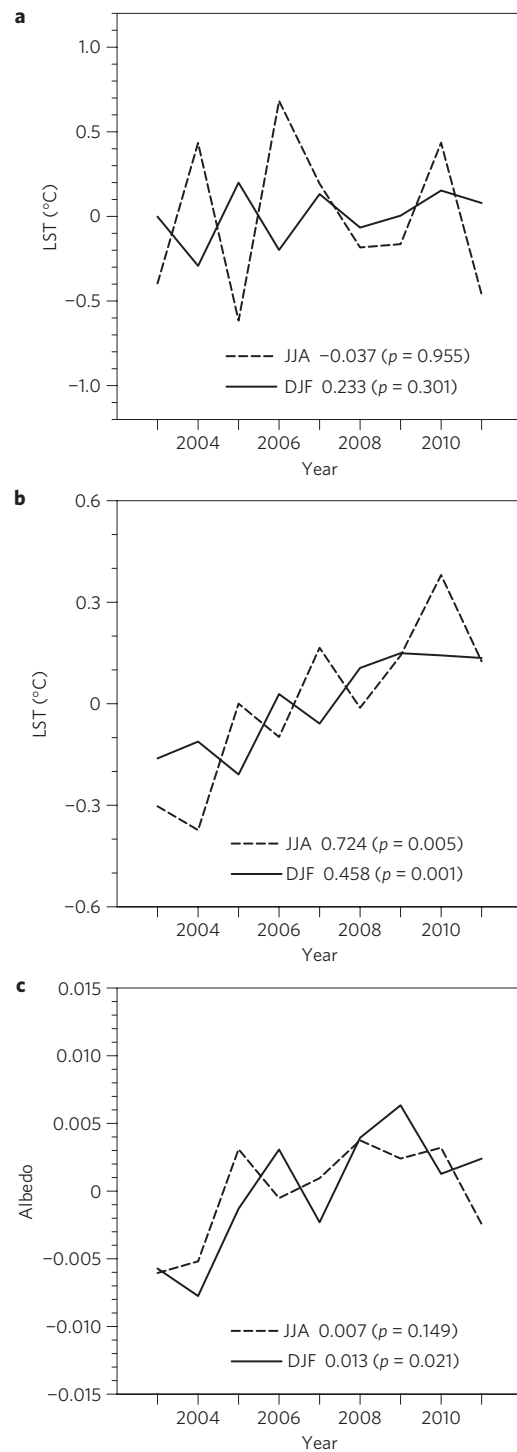 a
1.0
0.5
0
−0.5
−1.0
LST (°C)
JJA −0.037 (p = 0.955)
DJF 0.233 (p = 0.301)
2004 2006 2008 2010
Year
b
0.6
0.3
0
−0.3
−0.6
LST (°C)
JJA 0.724 (p = 0.005)
DJF 0.458 (p = 0.001)
2004 2006 2008 2010
Year
c
0.015
0.010
0.005
0
−0.005
−0.010
−0.015
Albedo
JJA 0.007 (p = 0.149)
DJF 0.013 (p = 0.021)
2004 2006 2008 2010
Year